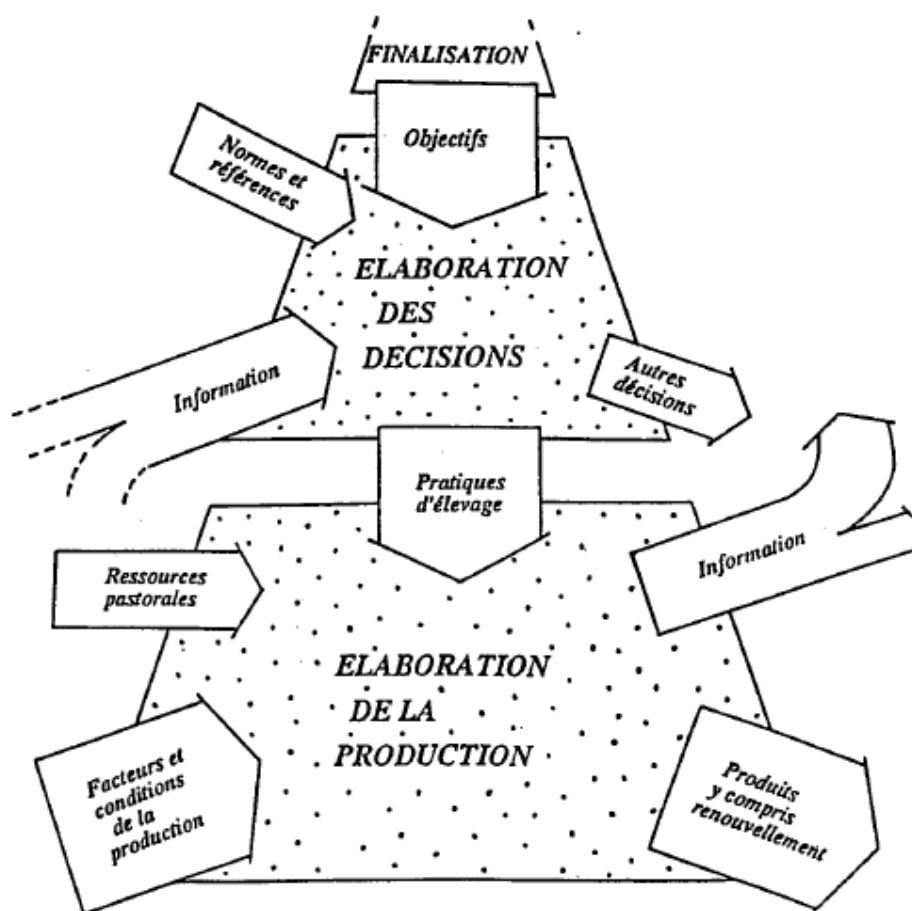 FINALISATION
Objectifs
Normes et
références
ELABORATION
DES
DECISIONS
Information
Autres
décisions
Pratiques
d'élevage
Ressources
pastorales
Information
ELABORATION
DE LA
PRODUCTION
Facteurs et
conditions
de la
production
Produits
y compris
renouvellement